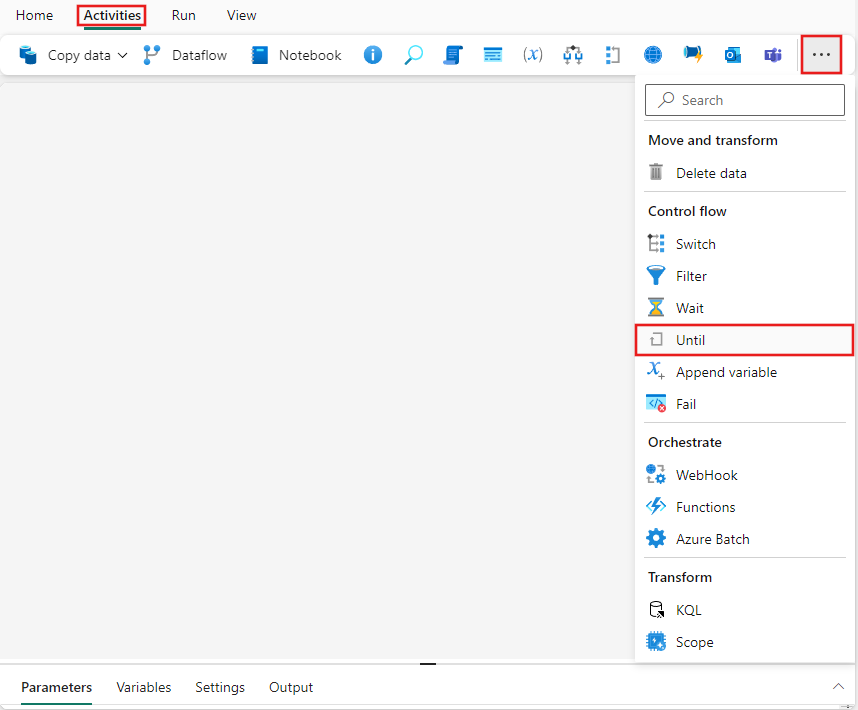 Home Activities Run View
Copy data Dataflow Notebook (x)
Search
Move and transform
Delete data
Control flow
Switch
Filter
Wait
Until
Append variable
Fail
Orchestrate
WebHook
Functions
Azure Batch
Transform
KQL
Scope
Parameters Variables Settings Output